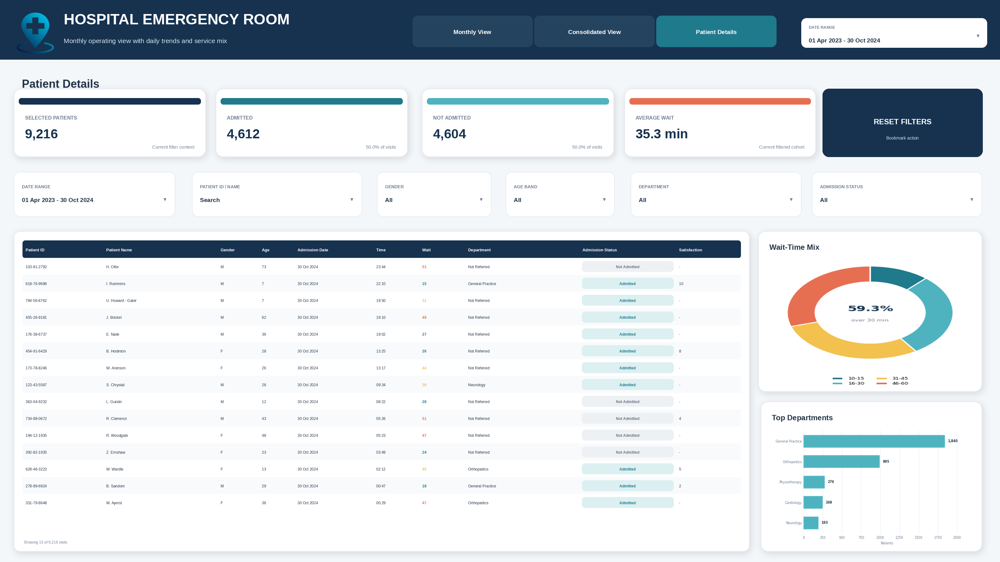 HOSPITAL EMERGENCY ROOM
Monthly operating view with daily trends and service mix
Monthly View
Consolidated View
Patient Details
DATE RANGE
01 Apr 2023 - 30 Oct 2024
Patient Details
SELECTED PATIENTS
9,216
Current filter context
ADMITTED
4,612
50.0% of visits
NOT ADMITTED
4,604
50.0% of visits
AVERAGE WAIT
35.3 min
Current filtered cohort
RESET FILTERS
Bookmark action
DATE RANGE
01 Apr 2023 - 30 Oct 2024
PATIENT ID / NAME
Search
GENDER
All
AGE BAND
All
DEPARTMENT
All
ADMISSION STATUS
All
Patient ID Patient Name Gender Age Admission Date Time Wait Department Admission Status Satisfaction
103-81-2792 H. Ollie M 73 30 Oct 2024 23:44 51 Not Referred Not Admitted -
618-76-9696 I. Rummins M 7 30 Oct 2024 22:10 15 General Practice Admitted 10
784-56-8762 U. Howard - Gater M 7 30 Oct 2024 19:50 31 Not Referred Admitted -
455-26-9181 J. Bricket M 62 30 Oct 2024 19:10 49 Not Referred Admitted -
176-38-6737 E. Naile M 36 30 Oct 2024 19:02 27 Not Referred Admitted -
454-91-6429 B. Hodinton F 28 30 Oct 2024 13:25 26 Not Referred Admitted 8
173-78-8246 W. Arenson F 26 30 Oct 2024 13:17 44 Not Referred Admitted -
123-43-5587 S. Chrystal M 26 30 Oct 2024 09:34 36 Neurology Admitted -
363-04-9232 L. Guislin M 12 30 Oct 2024 08:22 28 Not Referred Not Admitted -
734-88-0672 R. Clemenzi M 43 30 Oct 2024 05:26 51 Not Referred Not Admitted 4
194-12-1935 R. Woodgate F 48 30 Oct 2024 05:23 47 Not Referred Not Admitted -
392-82-1935 Z. Ernshaw F 23 30 Oct 2024 03:49 24 Not Referred Not Admitted -
628-46-3223 W. Wardle F 13 30 Oct 2024 02:12 45 Orthopedics Admitted 5
278-89-6924 B. Sandom M 29 30 Oct 2024 00:47 18 General Practice Admitted 2
331-79-8648 W. Ayerst F 36 30 Oct 2024 00:29 47 Orthopedics Admitted -
Showing 15 of 9,216 visits
Wait-Time Mix
59.3%
over 30 min
10-15 31-45
16-30 46-60
Top Departments
General Practice 1,840
Orthopedics 995
Physiotherapy 276
Cardiology 248
Neurology 193
0 250 500 750 1000 1250 1500 1750 2000
Patients